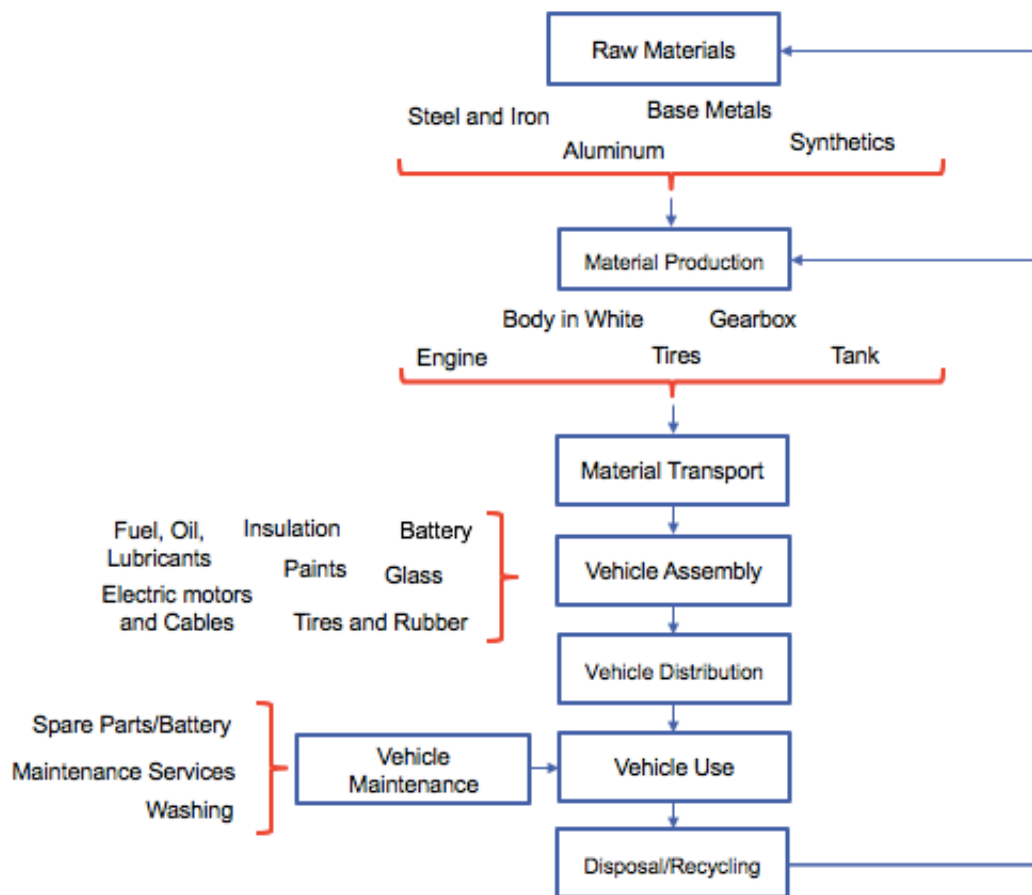 Raw Materials
Steel and Iron
Base Metals
Aluminum
Synthetics
Material Production
Body in White
Gearbox
Engine
Tires
Tank
Material Transport
Fuel, Oil,
Lubricants
Insulation
Battery
Paints
Glass
Electric motors
and Cables
Tires and Rubber
Vehicle Assembly
Vehicle Distribution
Spare Parts/Battery
Maintenance Services
Washing
Vehicle
Maintenance
Vehicle Use
Disposal/Recycling